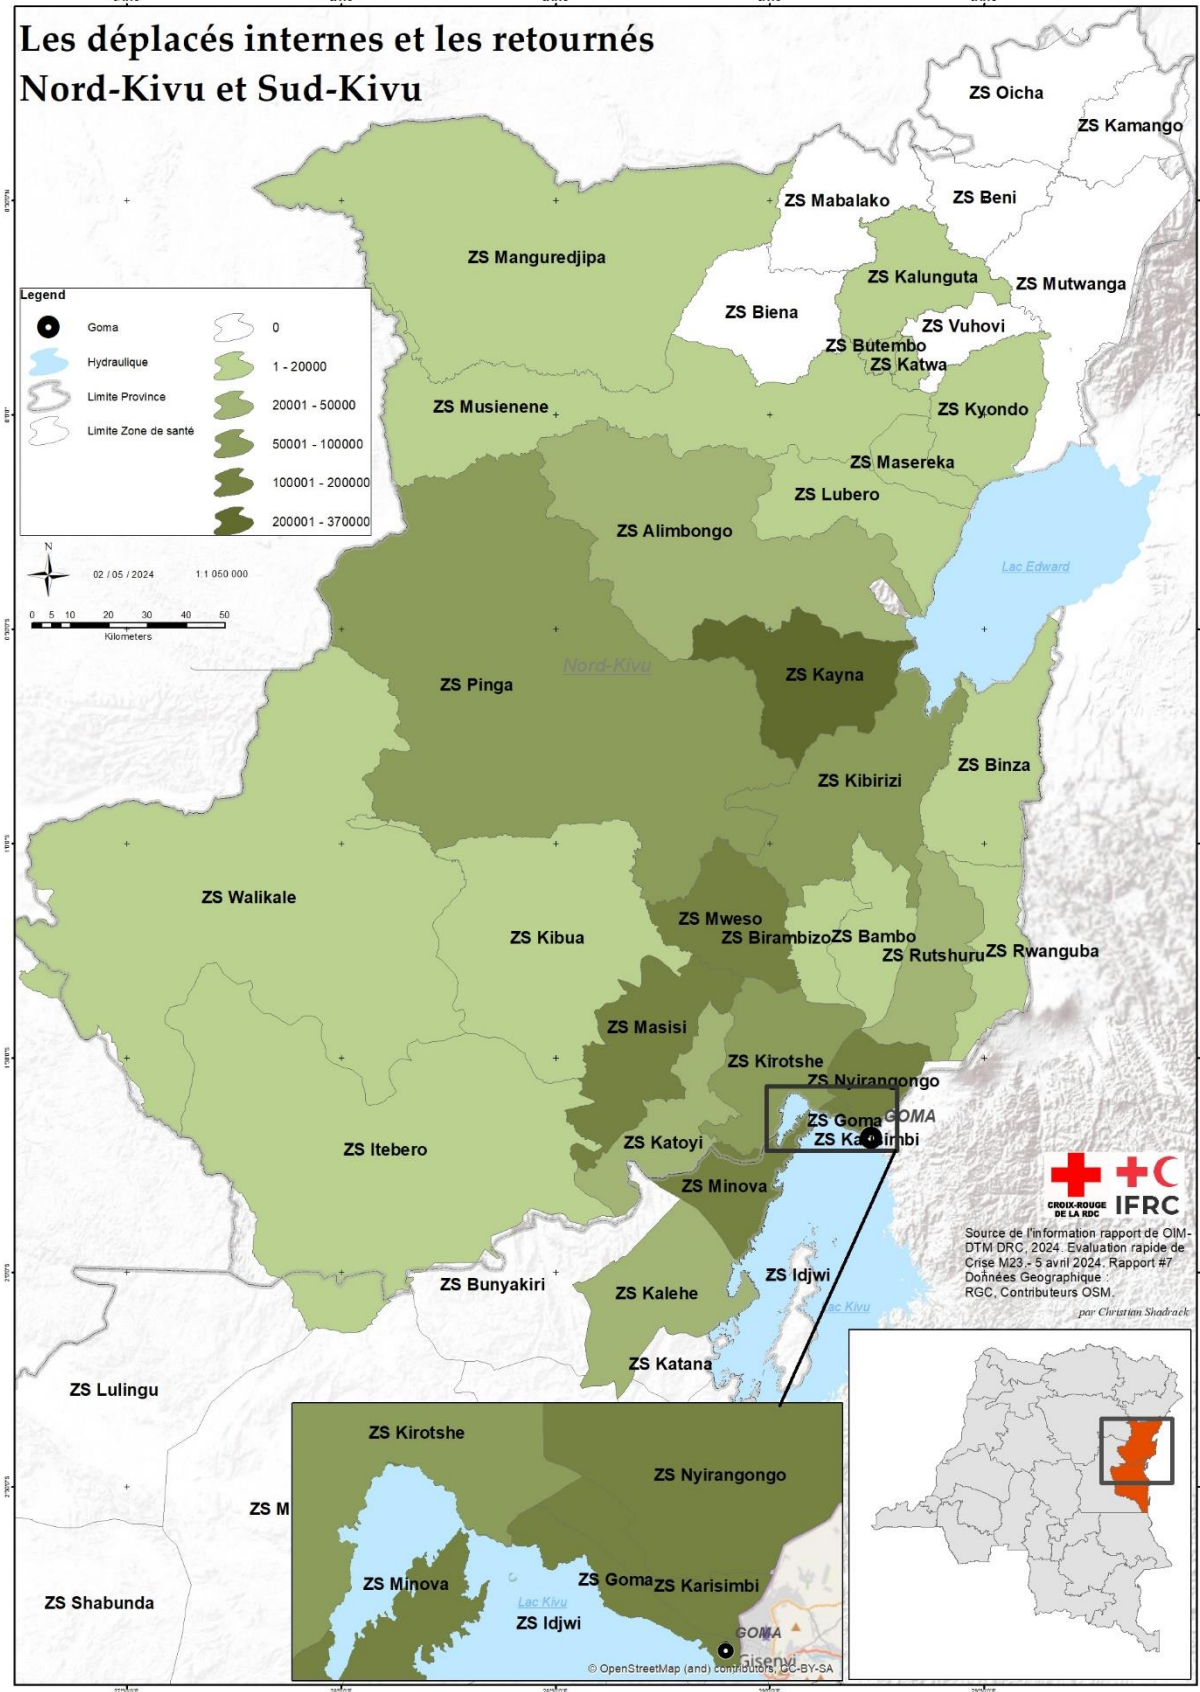 Les déplacés internes et les retournés
Nord-Kivu et Sud-Kivu
ZS Oicha
ZS Kamango
ZS Mabalako
ZS Beni
ZS Manguredjipa
ZS Kalunguta
ZS Mutwanga
ZS Biena
ZS Vuhovi
ZS Butembo
ZS Katwa
ZS Musienene
ZS Kyondo
ZS Masereka
ZS Lubero
ZS Alimbongo
Legend
Goma
Hydraulique
Limite Province
Limite Zone de santé
0
1 - 20000
20001 - 50000
50001 - 100000
100001 - 200000
200001 - 370000
N
02 / 05 / 2024
1:1 050 000
0 5 10 20 30 40 50
Kilometers
Lac Edward
Nord-Kivu
ZS Kayna
ZS Pinga
ZS Binza
ZS Kibirizi
ZS Walikale
ZS Mweso
ZS Kibua
ZS Birambizo
ZS Bambo
ZS Rutshuru
ZS Rwanguba
ZS Masisi
ZS Kirotshe
ZS Nyirangongo
ZS Goma
GOMA
ZS Katoyi
ZS Itebero
ZS Minova
ZS Idjwi
ZS Bunyakiri
ZS Kalehe
Lac Kivu
ZS Katana
ZS Lulingu
ZS M
ZS Shabunda
CROIX-ROUGE
DE LA RDC
IFRC
Source de l'information rapport de OIM-
DTM DRC, 2024. Evaluation rapide de
Crise M23.- 5 avril 2024. Rapport #7
Données Geographique :
RGC, Contributeurs OSM.
par Christian Shadrack
ZS Kirotshe
ZS Nyirangongo
ZS Minova
ZS Goma
ZS Karisimbi
Lac Kivu
ZS Idjwi
GOMA
Gisenyi
© OpenStreetMap (and) contributors, CC-BY-SA